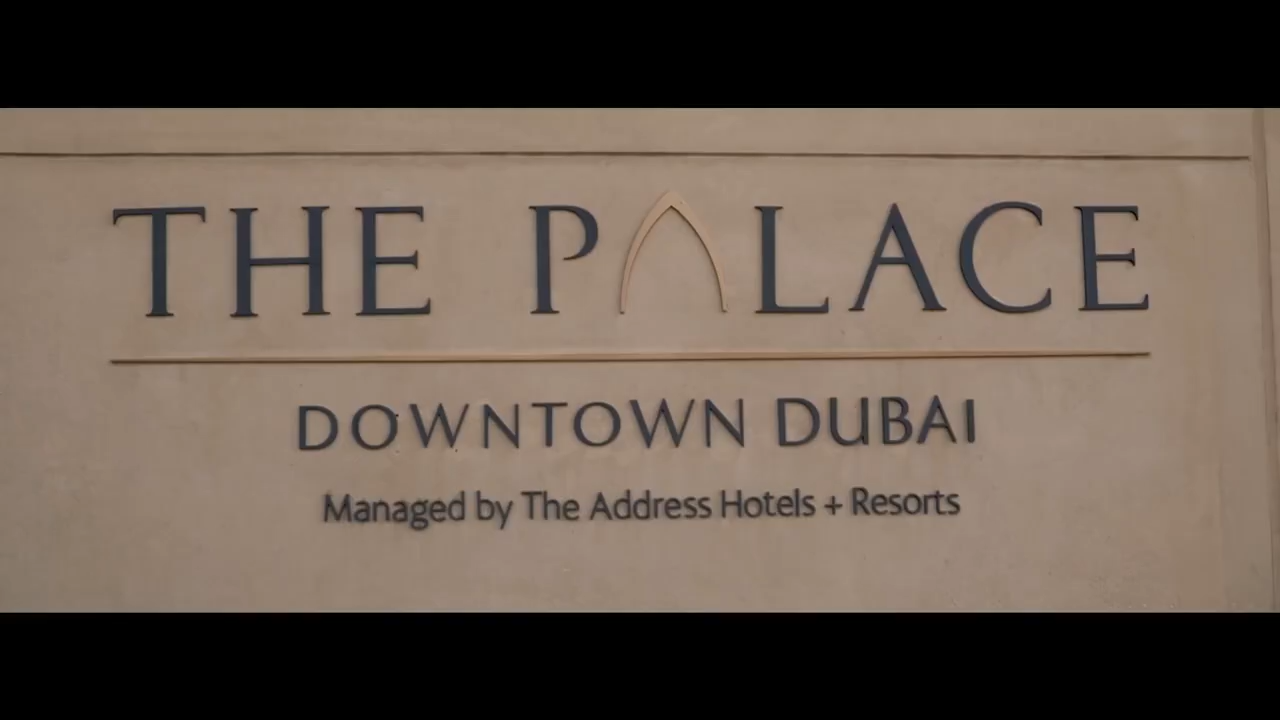 THE PALACE
DOWNTOWN DUBAI
Managed by The Address Hotels + Resorts